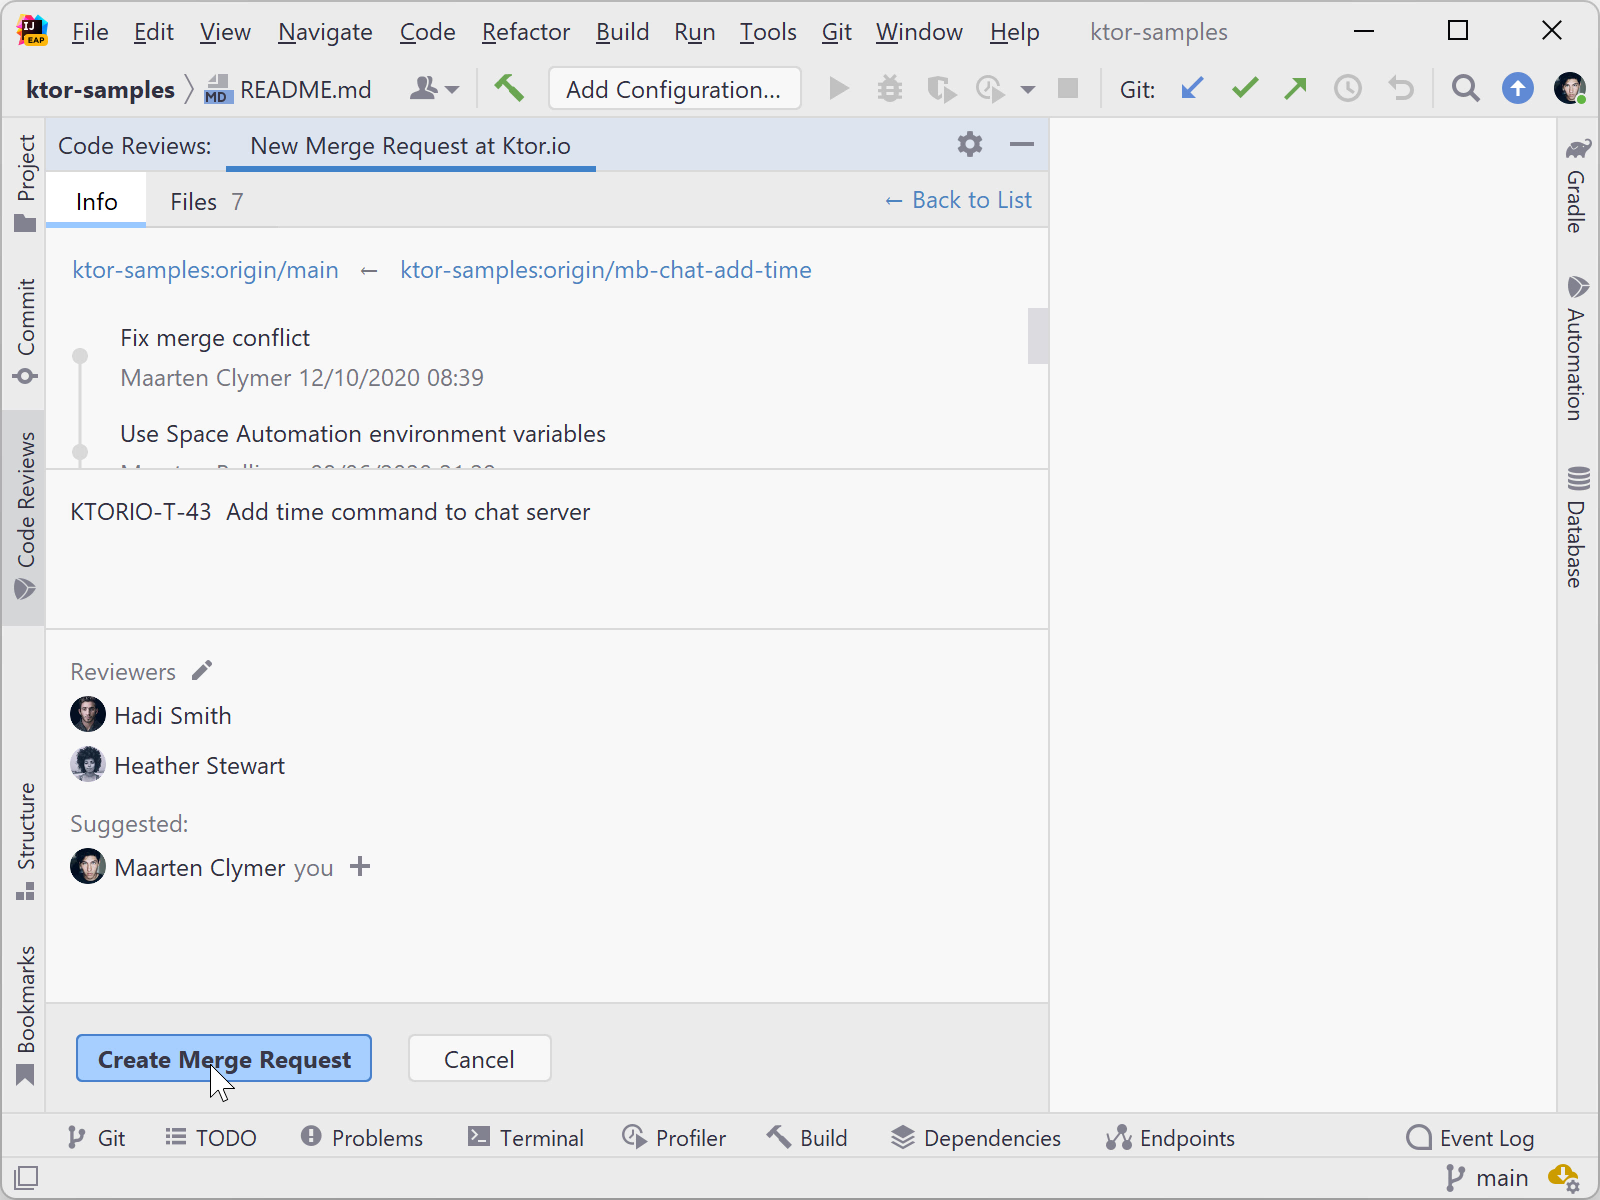 IJ
EAP
File Edit View Navigate Code Refactor Build Run Tools Git Window Help ktor-samples
ktor-samples MD README.md Add Configuration... Git:
Project
Commit
Code Reviews
Structure
Bookmarks
Code Reviews: New Merge Request at Ktor.io
Info Files 7 ← Back to List
ktor-samples:origin/main ← ktor-samples:origin/mb-chat-add-time
Fix merge conflict
Maarten Clymer 12/10/2020 08:39
Use Space Automation environment variables
KTORIO-T-43 Add time command to chat server
Reviewers
Hadi Smith
Heather Stewart
Suggested:
Maarten Clymer you
Create Merge Request Cancel
Gradle
Automation
Database
Git TODO Problems Terminal Profiler Build Dependencies Endpoints Event Log
main